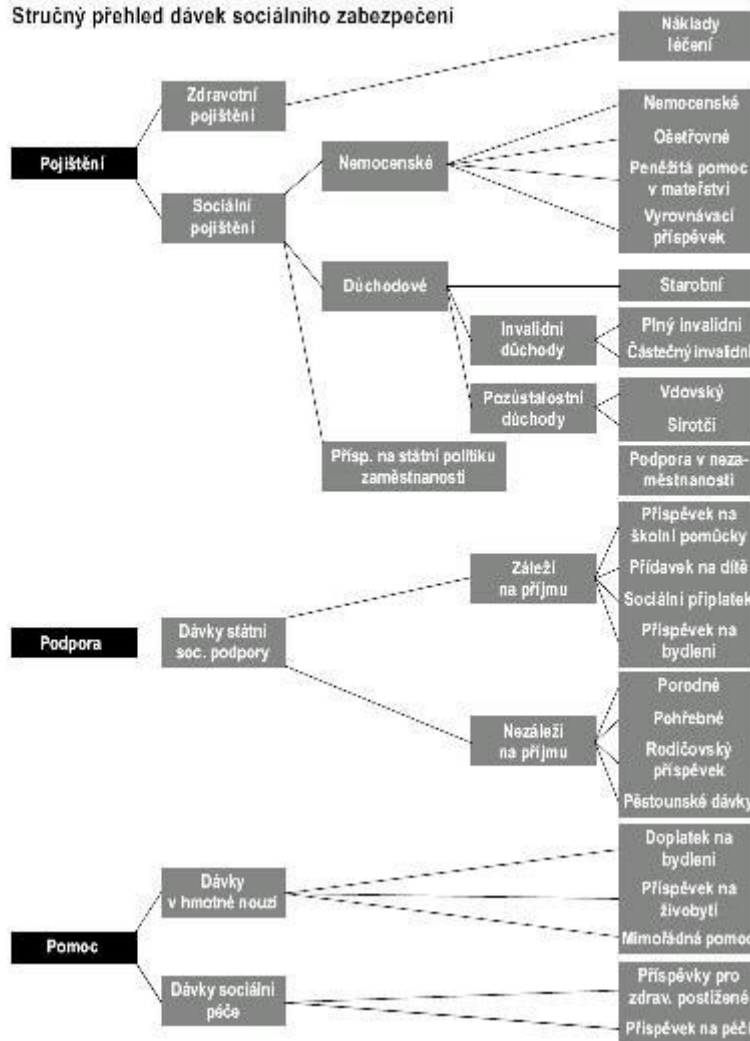 Stručný přehled dávek sociálního zabezpečení
Náklady
léčení
Zdravotní
pojištění
Pojištění
Sociální
pojištění
Nemocenské
Nemocenské
Ošetřovné
Peněžitá pomoc
v mateřství
Vyrovnávací
příspěvek
Důchodové
Starobní
Invalidní
důchody
Plný invalidní
Částečný invalidní
Pozůstalostní
důchody
Vdovský
Sirotčí
Přísp. na státní politiku
zaměstnanosti
Podpora v neza-
městnanosti
Podpora
Dávky státní
soc. podpory
Záleží
na příjmu
Příspěvek na
školní pomůcky
Přídavek na dítě
Sociální příplatek
Příspěvek na
bydlení
Nezáleží
na příjmu
Porodné
Pohřebné
Rodičovský
příspěvek
Pěstounské dávky
Pomoc
Dávky
v hmotné nouzi
Doplatek na
bydlení
Příspěvek na
živobytí
Mimořádná pomoc
Dávky sociální
péče
Příspěvky pro
zdrav. postižené
Příspěvek na péči